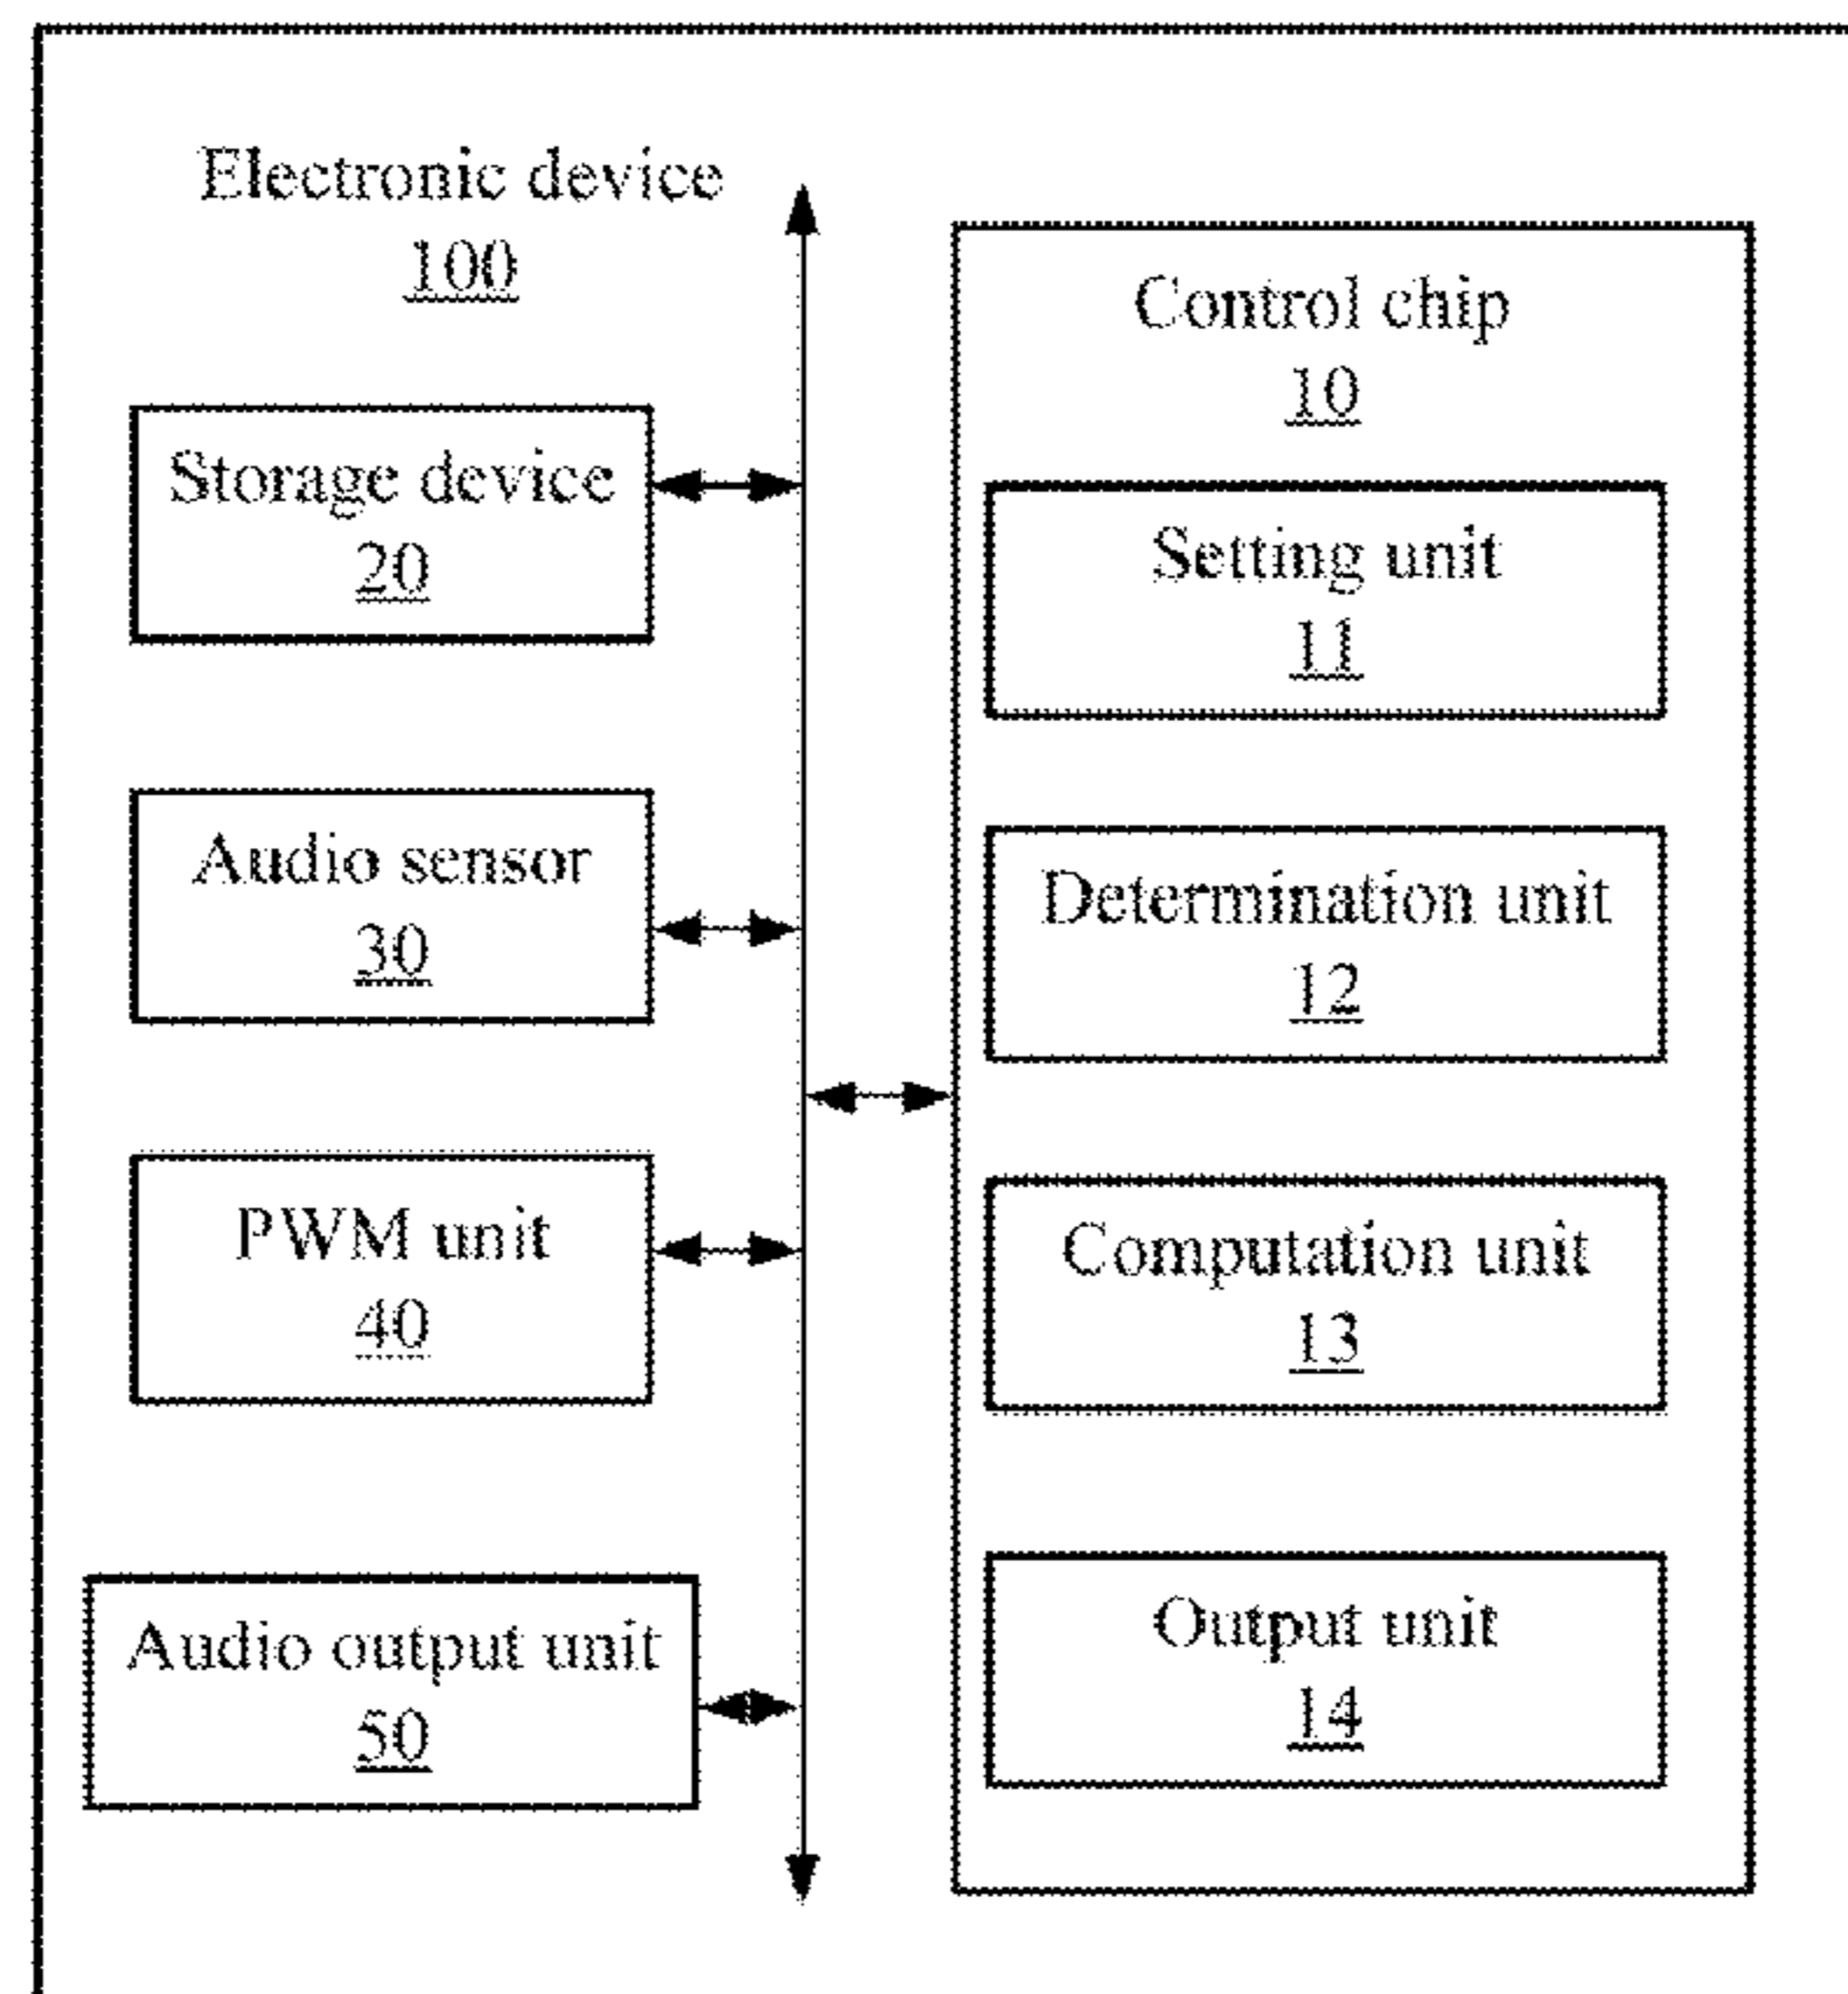 Electronic device
100
Storage device
20
Audio sensor
30
PWM unit
40
Audio output unit
50
Control chip
10
Setting unit
11
Determination unit
12
Computation unit
13
Output unit
14